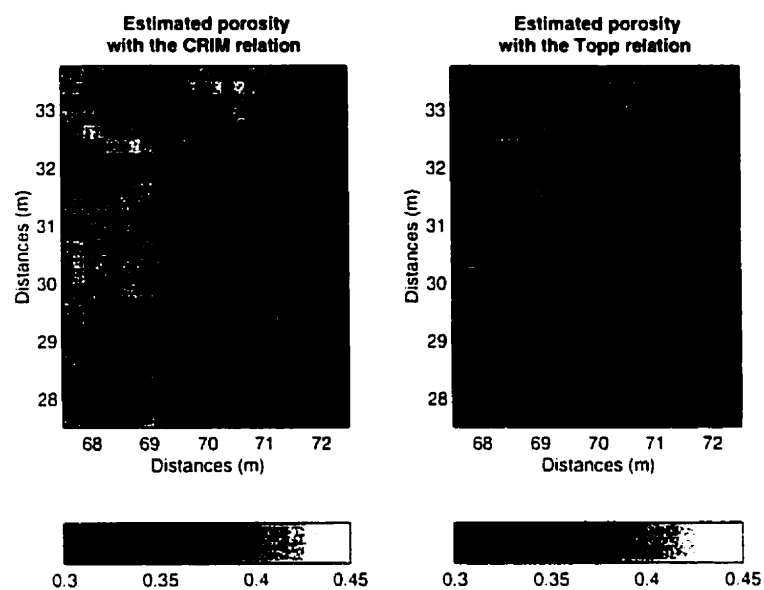 Estimated porosity
with the CRIM relation
33
32
31
30
29
28
Distances (m)
68 69 70 71 72
Distances (m)
0.3 0.35 0.4 0.45
Estimated porosity
with the Topp relation
33
32
31
30
29
28
Distances (m)
68 69 70 71 72
Distances (m)
0.3 0.35 0.4 0.45